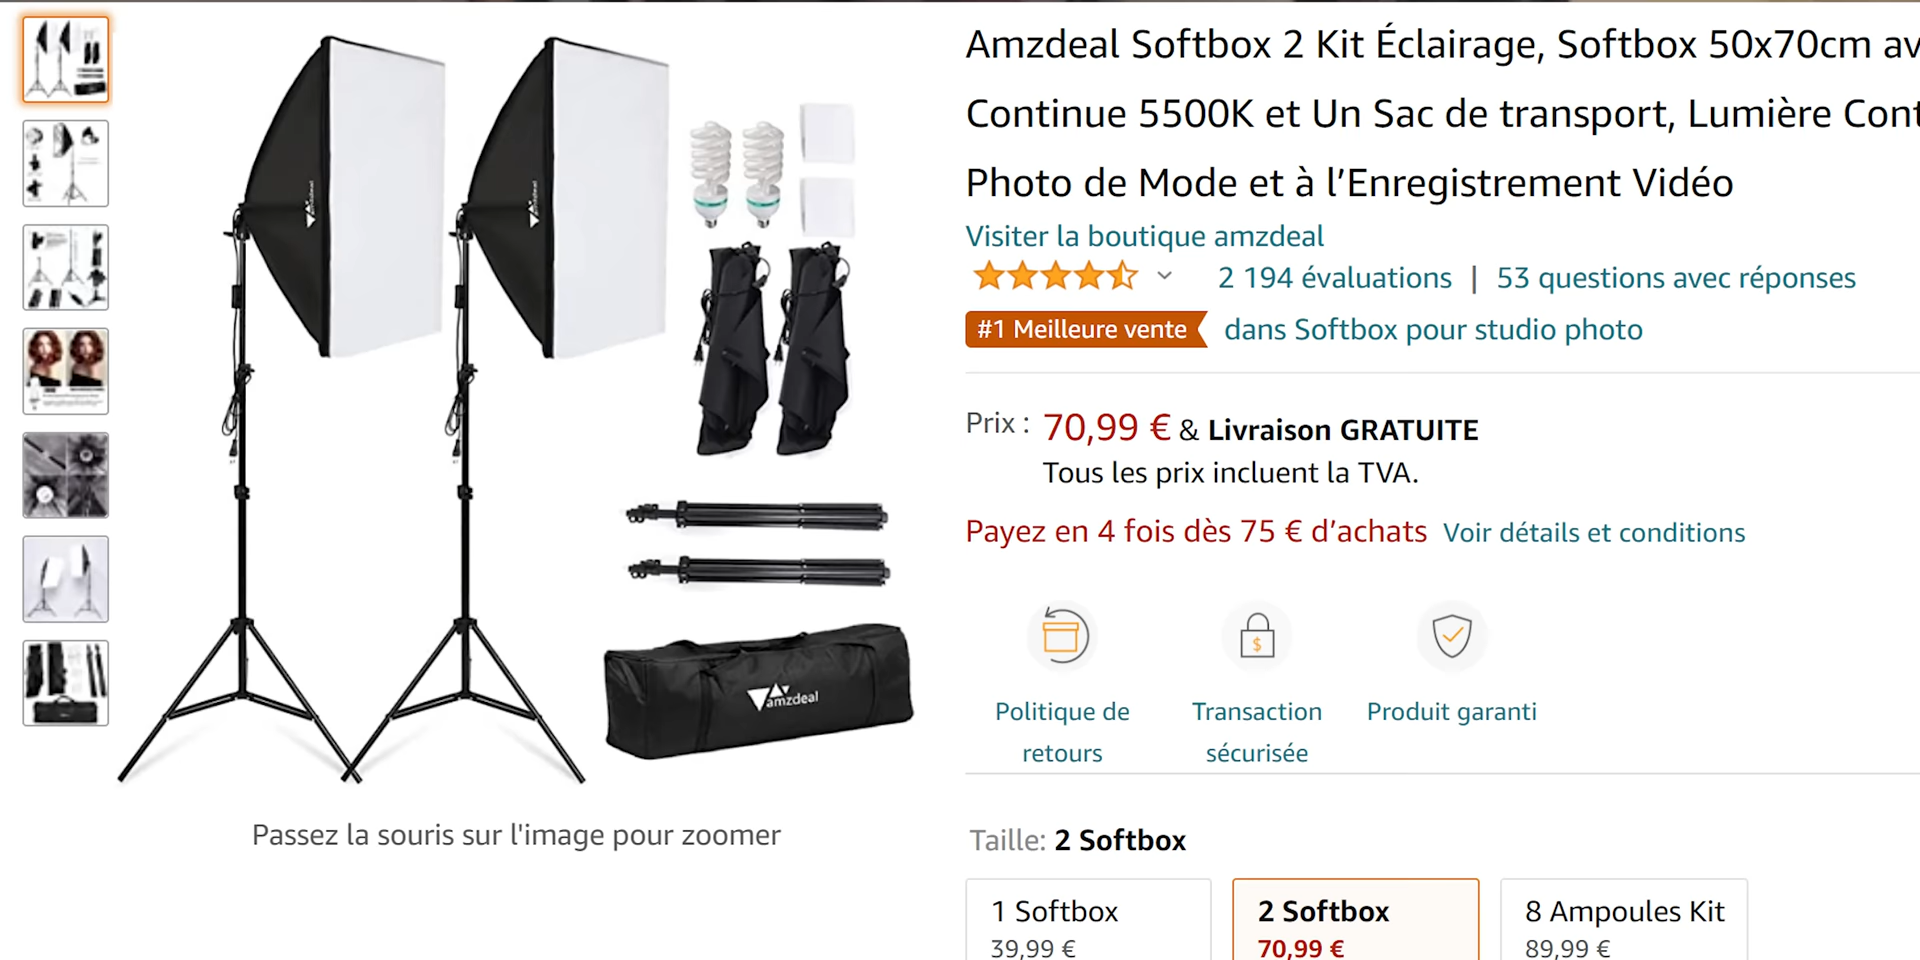 Amzdeal Softbox 2 Kit Éclairage, Softbox 50x70cm
Continue 5500K et Un Sac de transport, Lumière
Photo de Mode et à l’Enregistrement Vidéo
Visiter la boutique amzdeal
2 194 évaluations | 53 questions avec réponses
#1 Meilleure vente dans Softbox pour studio photo
Prix : 70,99 € & Livraison GRATUITE
Tous les prix incluent la TVA.
Payez en 4 fois dès 75 € d’achats Voir détails et conditions
Politique de retours
Transaction sécurisée
Produit garanti
Taille: 2 Softbox
1 Softbox
39,99 €
2 Softbox
70,99 €
8 Ampoules Kit
89,99 €
amzdeal
amzdeal
amzdeal
Passez la souris sur l'image pour zoomer